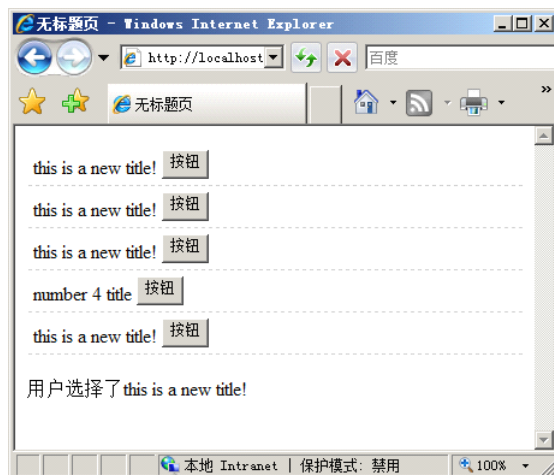 无标题页 - Windows Internet Explorer
http://localhost
百度
无标题页
this is a new title! 按钮
this is a new title! 按钮
this is a new title! 按钮
number 4 title 按钮
this is a new title! 按钮
用户选择了this is a new title!
本地 Intranet | 保护模式: 禁用
100%